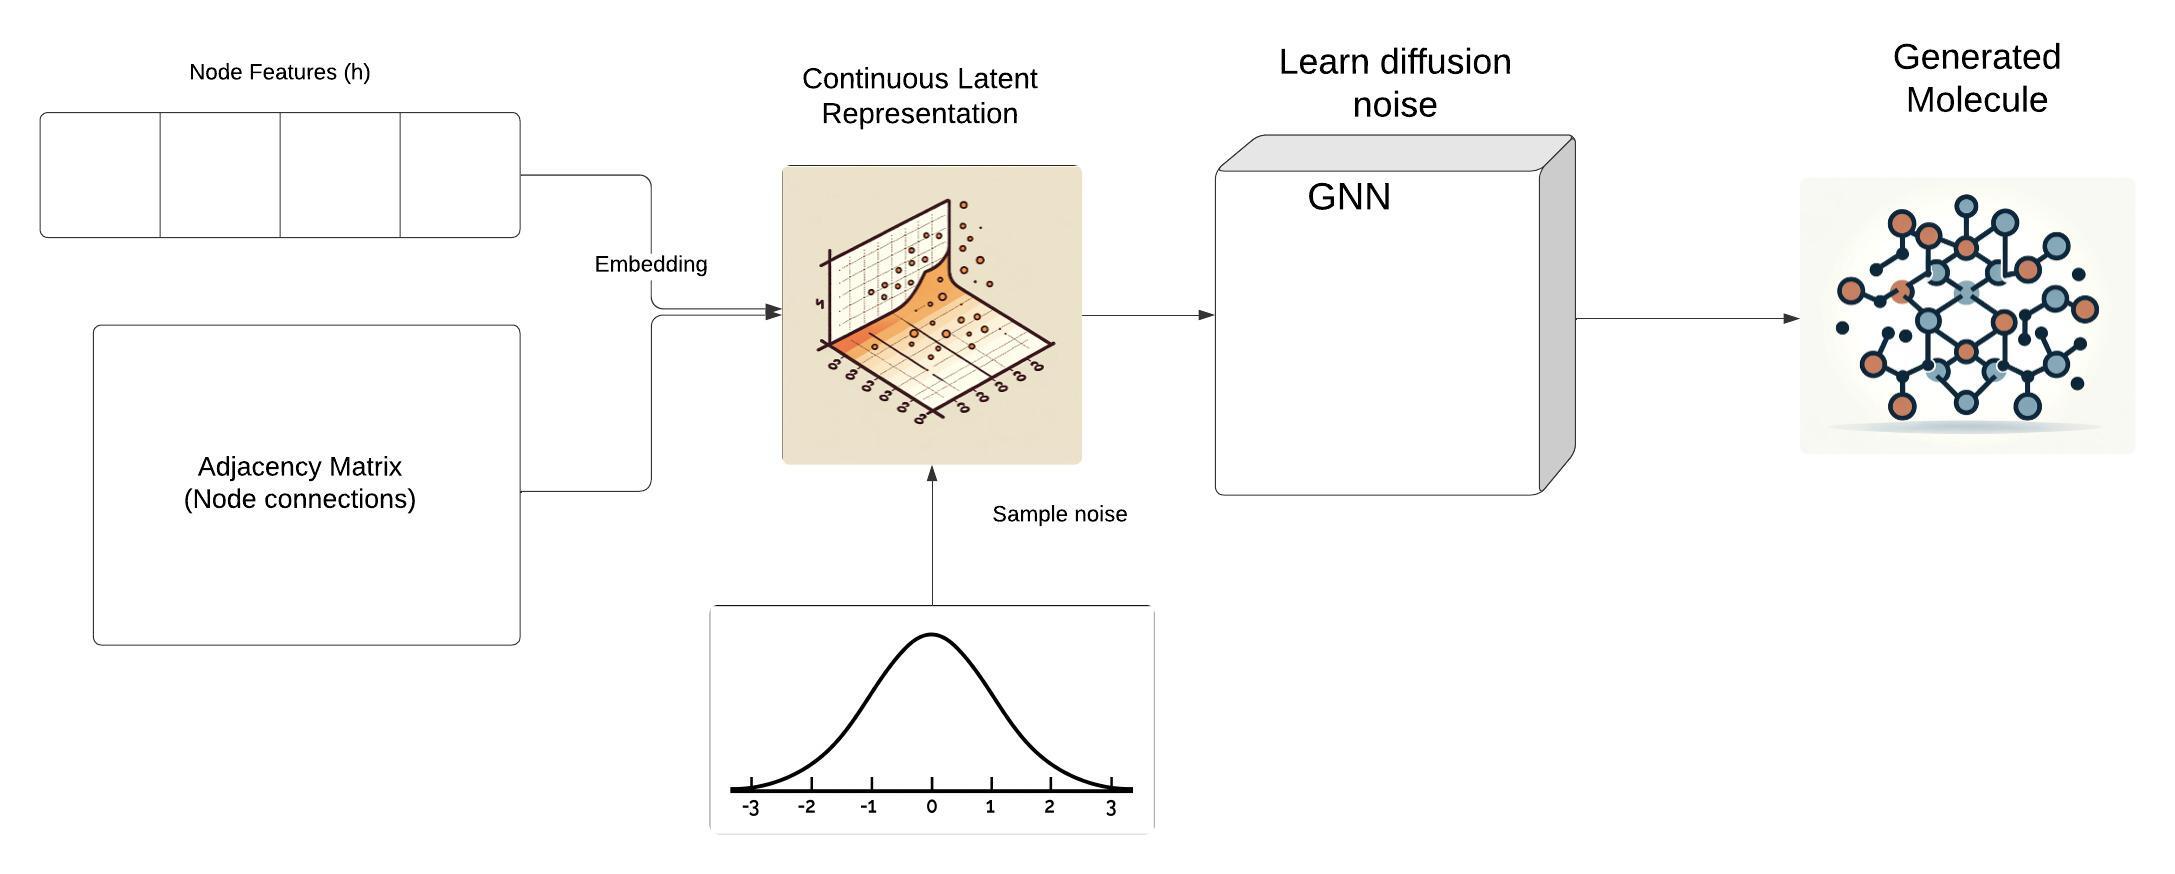 Node Features (h)
Embedding
Adjacency Matrix
(Node connections)
Continuous Latent
Representation
Sample noise
-3 -2 -1 0 1 2 3
Learn diffusion
noise
GNN
Generated
Molecule